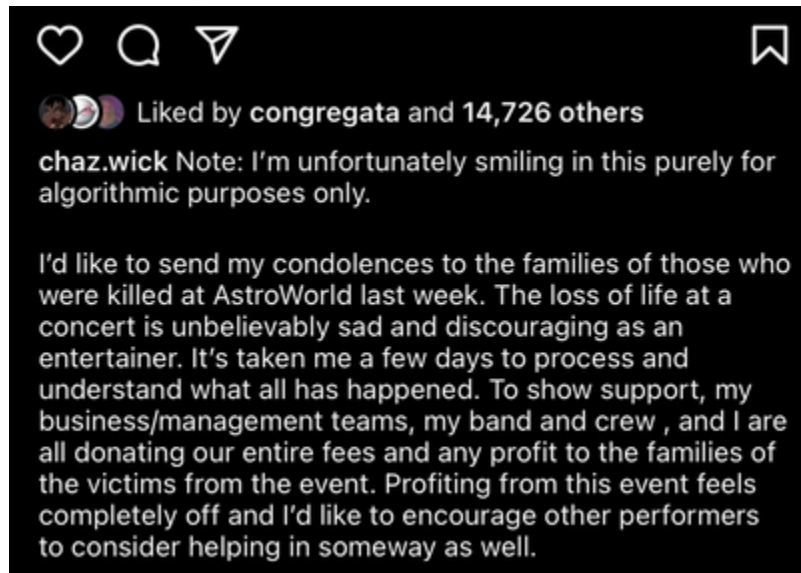 Liked by congregata and 14,726 others
chaz.wick Note: I'm unfortunately smiling in this purely for
algorithmic purposes only.
I'd like to send my condolences to the families of those who
were killed at AstroWorld last week. The loss of life at a
concert is unbelievably sad and discouraging as an
entertainer. It's taken me a few days to process and
understand what all has happened. To show support, my
business/management teams, my band and crew , and I are
all donating our entire fees and any profit to the families of
the victims from the event. Profiting from this event feels
completely off and I'd like to encourage other performers
to consider helping in someway as well.